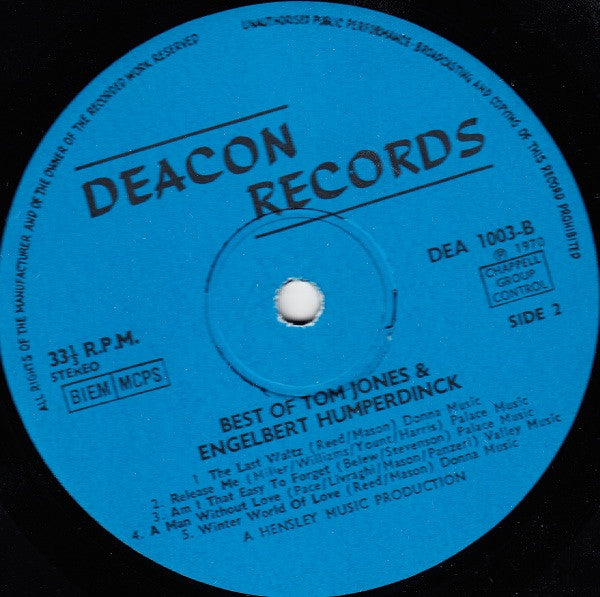 ALL RIGHTS OF THE MANUFACTURER AND OF THE OWNER OF THE RECORDED WORK RESERVED
UNAUTHORISED PUBLIC PERFORMANCE, BROADCASTING AND COPYING OF THIS RECORD PROHIBITED
DEACON
RECORDS
DEA 1003-B
℗ 1970
CHAPPELL
GROUP
CONTROL
SIDE 2
33⅓ R.P.M.
STEREO
BIEM MCPS
BEST OF TOM JONES &
ENGELBERT HUMPERDINCK
1 The Last Waltz (Reed/Mason) Donna Music
2. Release Me (Miller/Williams/Yount/Harris) Palace Music
3. Am I That Easy To Forget (Belew/Stevenson) Palace Music
4. A Man Without Love (Pace/Livraghi/Mason/Panzeri) Valley Music
5. Winter World Of Love (Reed/Mason) Donna Music
A HENSLEY MUSIC PRODUCTION